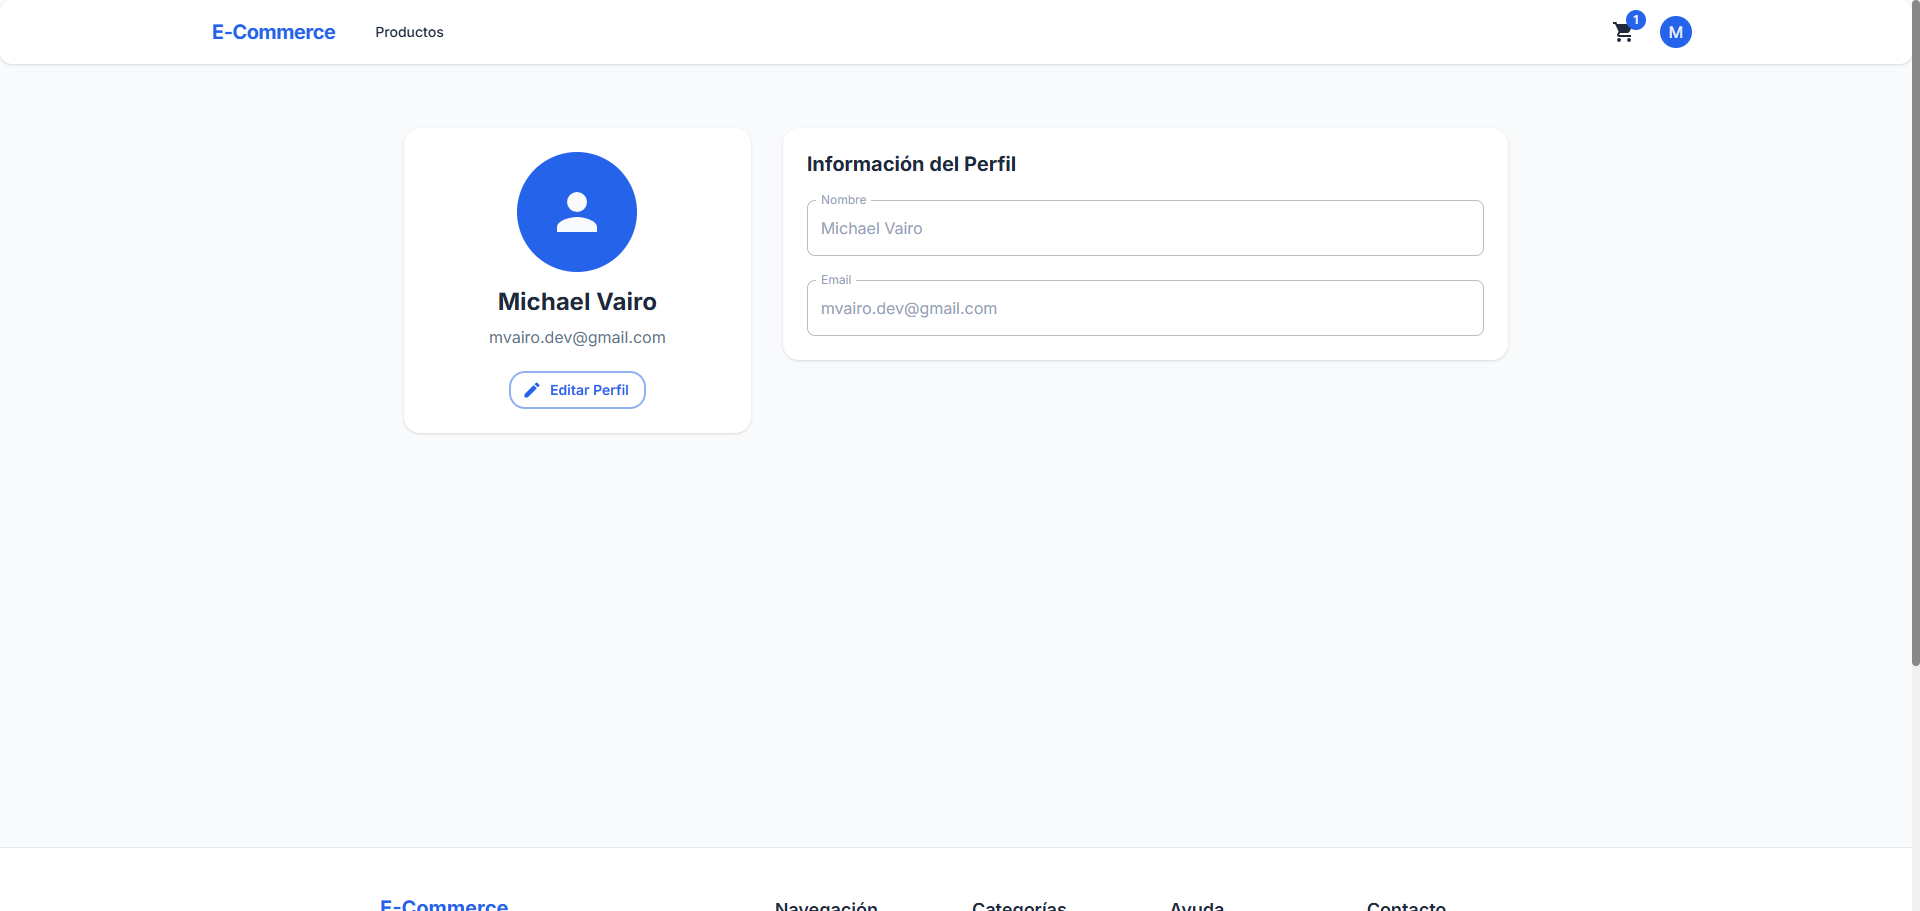 E-Commerce
Productos
1
M
Michael Vairo
mvairo.dev@gmail.com
Editar Perfil
Información del Perfil
Nombre
Michael Vairo
Email
mvairo.dev@gmail.com
E-Commerce
Navegación
Categorías
Ayuda
Contacto